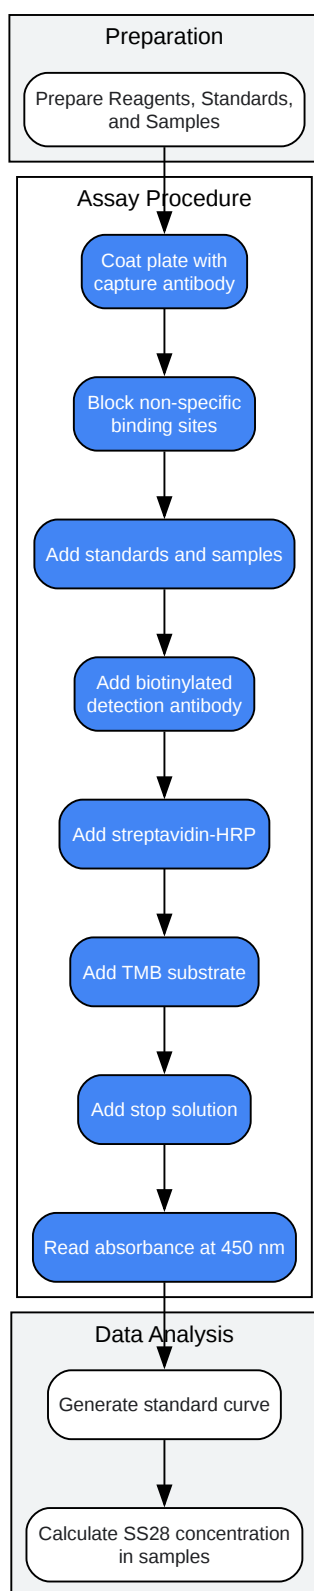 Preparation
Prepare Reagents, Standards,
and Samples
Assay Procedure
Coat plate with
capture antibody
Block non-specific
binding sites
Add standards and samples
Add biotinylated
detection antibody
Add streptavidin-HRP
Add TMB substrate
Add stop solution
Read absorbance at 450 nm
Data Analysis
Generate standard curve
Calculate SS28 concentration
in samples